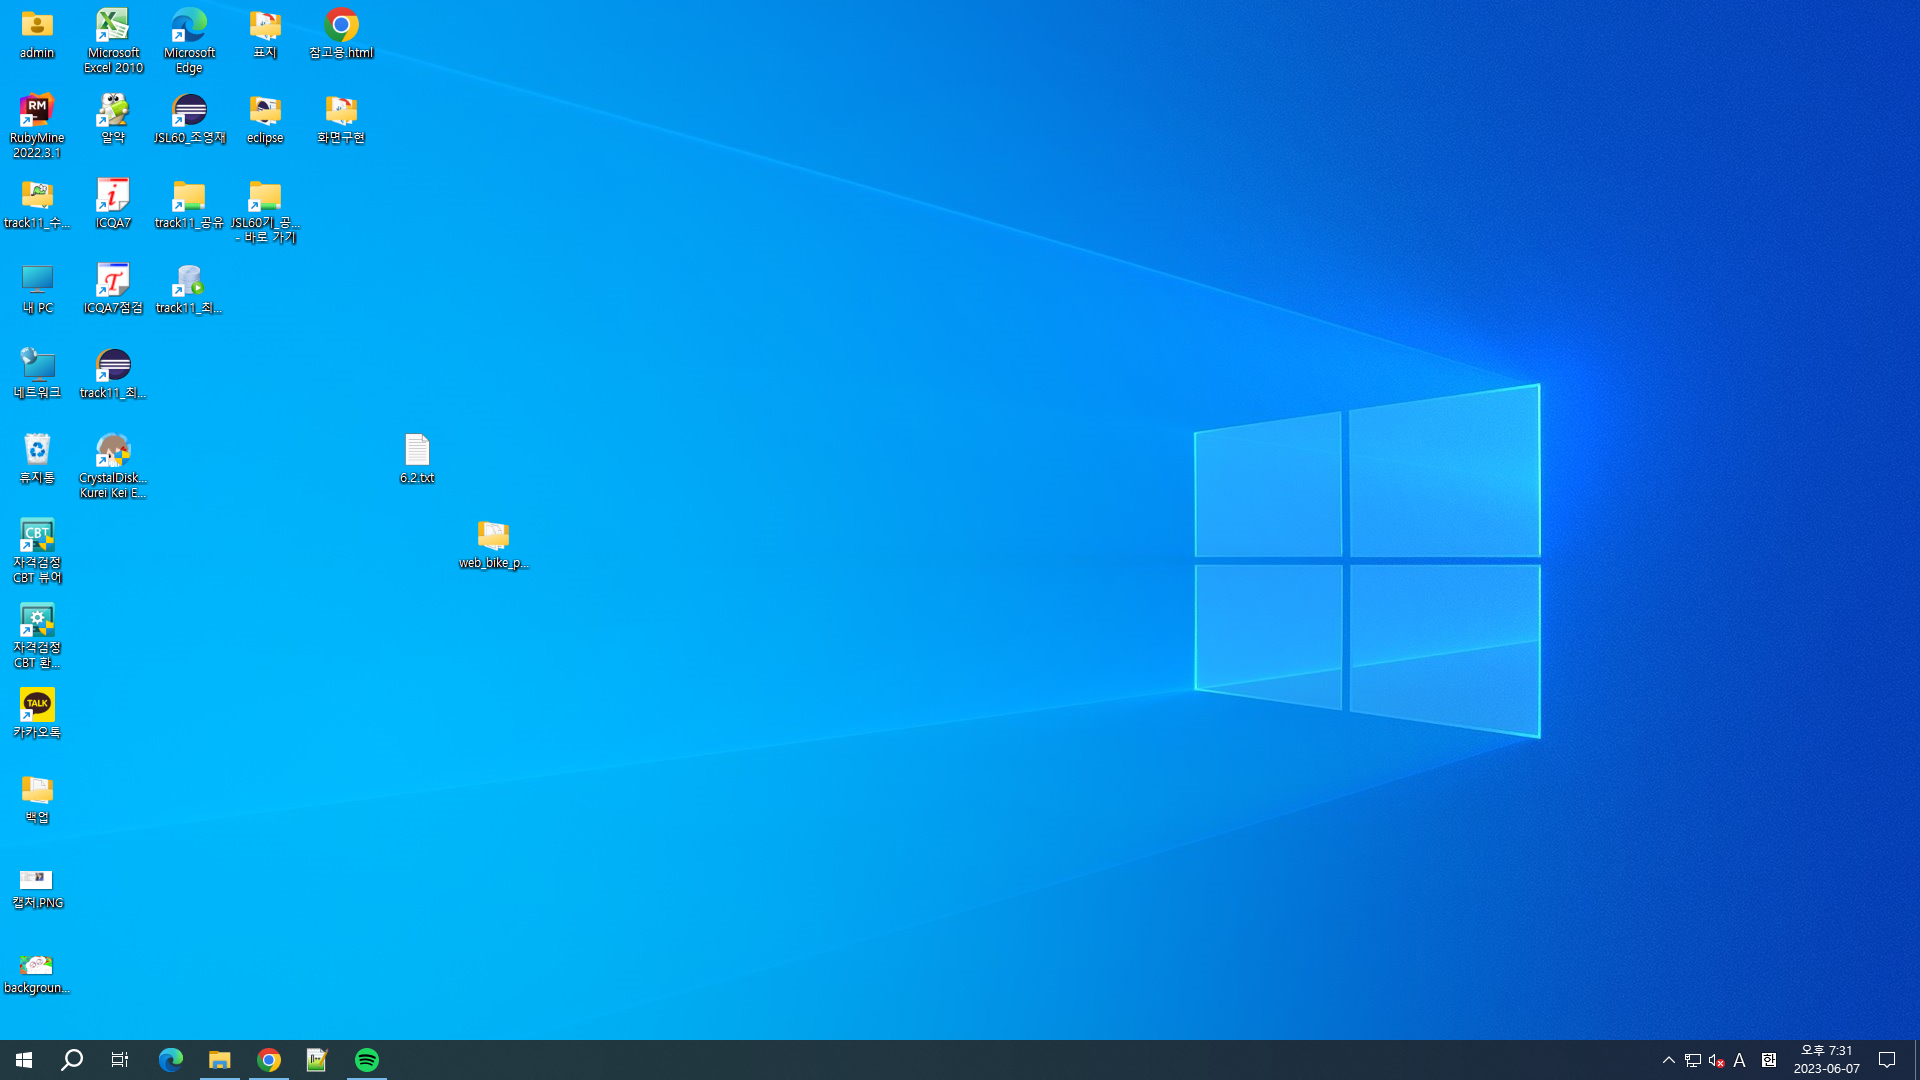 admin
Microsoft
Excel 2010
Microsoft
Edge
표지
참고용.html
RM
RubyMine
2022.3.1
알약
JSL60_조영재
eclipse
화면구현
track11_수...
ICQA7
track11_공유
JSL60기_공...
- 바로 가기
내 PC
ICQA7점검
track11_최...
네트워크
track11_최...
휴지통
CrystalDisk...
Kurei Kei E...
6.2.txt
CBT
자격검정
CBT 뷰어
web_bike_p...
자격검정
CBT 환...
TALK
카카오톡
백업
캡처.PNG
backgroun...
A
한
오후 7:31
2023-06-07